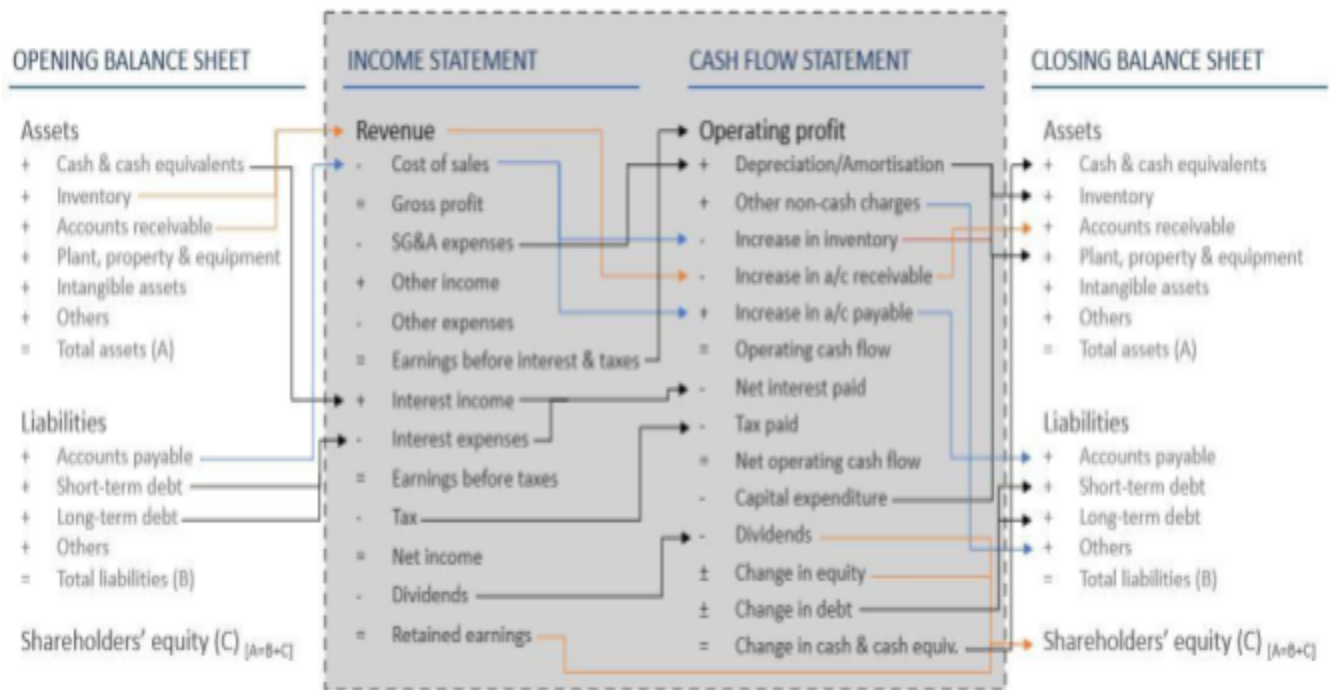 OPENING BALANCE SHEET
Assets
+ Cash & cash equivalents
+ Inventory
+ Accounts receivable
+ Plant, property & equipment
+ Intangible assets
+ Others
= Total assets (A)
Liabilities
+ Accounts payable
+ Short-term debt
+ Long-term debt
+ Others
= Total liabilities (B)
Shareholders' equity (C) [A=B+C]
INCOME STATEMENT
Revenue
- Cost of sales
= Gross profit
- SG&A expenses
+ Other income
- Other expenses
= Earnings before interest & taxes
+ Interest income
- Interest expenses
= Earnings before taxes
- Tax
= Net income
- Dividends
= Retained earnings
CASH FLOW STATEMENT
Operating profit
+ Depreciation/Amortisation
+ Other non-cash charges
- Increase in inventory
- Increase in a/c receivable
+ Increase in a/c payable
= Operating cash flow
- Net interest paid
- Tax paid
= Net operating cash flow
- Capital expenditure
- Dividends
± Change in equity
± Change in debt
= Change in cash & cash equiv.
CLOSING BALANCE SHEET
Assets
+ Cash & cash equivalents
+ Inventory
+ Accounts receivable
+ Plant, property & equipment
+ Intangible assets
+ Others
= Total assets (A)
Liabilities
+ Accounts payable
+ Short-term debt
+ Long-term debt
+ Others
= Total liabilities (B)
Shareholders' equity (C) [A=B+C]